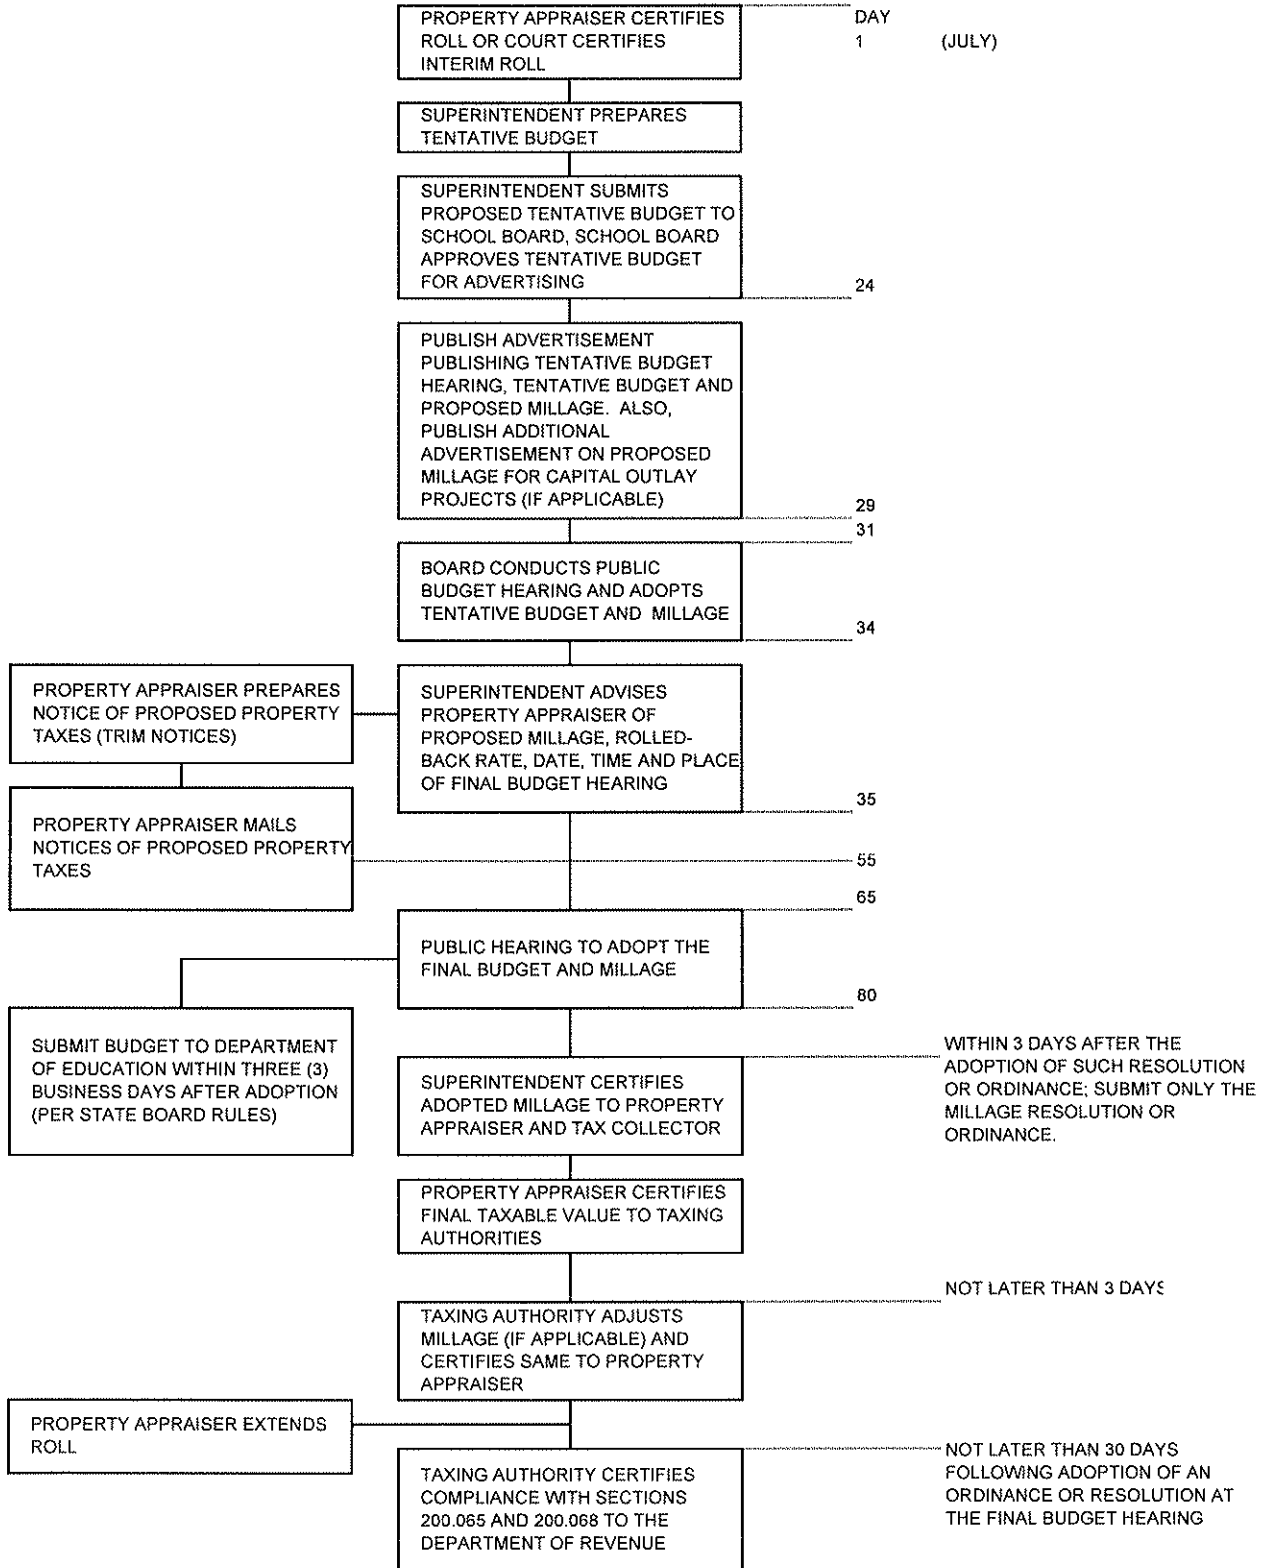 PROPERTY APPRAISER CERTIFIES
ROLL OR COURT CERTIFIES
INTERIM ROLL
DAY
1 (JULY)
SUPERINTENDENT PREPARES
TENTATIVE BUDGET
SUPERINTENDENT SUBMITS
PROPOSED TENTATIVE BUDGET TO
SCHOOL BOARD, SCHOOL BOARD
APPROVES TENTATIVE BUDGET
FOR ADVERTISING
24
PUBLISH ADVERTISEMENT
PUBLISHING TENTATIVE BUDGET
HEARING, TENTATIVE BUDGET AND
PROPOSED MILLAGE. ALSO,
PUBLISH ADDITIONAL
ADVERTISEMENT ON PROPOSED
MILLAGE FOR CAPITAL OUTLAY
PROJECTS (IF APPLICABLE)
29
31
BOARD CONDUCTS PUBLIC
BUDGET HEARING AND ADOPTS
TENTATIVE BUDGET AND MILLAGE
34
PROPERTY APPRAISER PREPARES
NOTICE OF PROPOSED PROPERTY
TAXES (TRIM NOTICES)
SUPERINTENDENT ADVISES
PROPERTY APPRAISER OF
PROPOSED MILLAGE, ROLLED-
BACK RATE, DATE, TIME AND PLACE
OF FINAL BUDGET HEARING
35
PROPERTY APPRAISER MAILS
NOTICES OF PROPOSED PROPERTY
TAXES
55
65
PUBLIC HEARING TO ADOPT THE
FINAL BUDGET AND MILLAGE
80
SUBMIT BUDGET TO DEPARTMENT
OF EDUCATION WITHIN THREE (3)
BUSINESS DAYS AFTER ADOPTION
(PER STATE BOARD RULES)
SUPERINTENDENT CERTIFIES
ADOPTED MILLAGE TO PROPERTY
APPRAISER AND TAX COLLECTOR
WITHIN 3 DAYS AFTER THE
ADOPTION OF SUCH RESOLUTION
OR ORDINANCE; SUBMIT ONLY THE
MILLAGE RESOLUTION OR
ORDINANCE.
PROPERTY APPRAISER CERTIFIES
FINAL TAXABLE VALUE TO TAXING
AUTHORITIES
NOT LATER THAN 3 DAYS
TAXING AUTHORITY ADJUSTS
MILLAGE (IF APPLICABLE) AND
CERTIFIES SAME TO PROPERTY
APPRAISER
PROPERTY APPRAISER EXTENDS
ROLL
TAXING AUTHORITY CERTIFIES
COMPLIANCE WITH SECTIONS
200.065 AND 200.068 TO THE
DEPARTMENT OF REVENUE
NOT LATER THAN 30 DAYS
FOLLOWING ADOPTION OF AN
ORDINANCE OR RESOLUTION AT
THE FINAL BUDGET HEARING